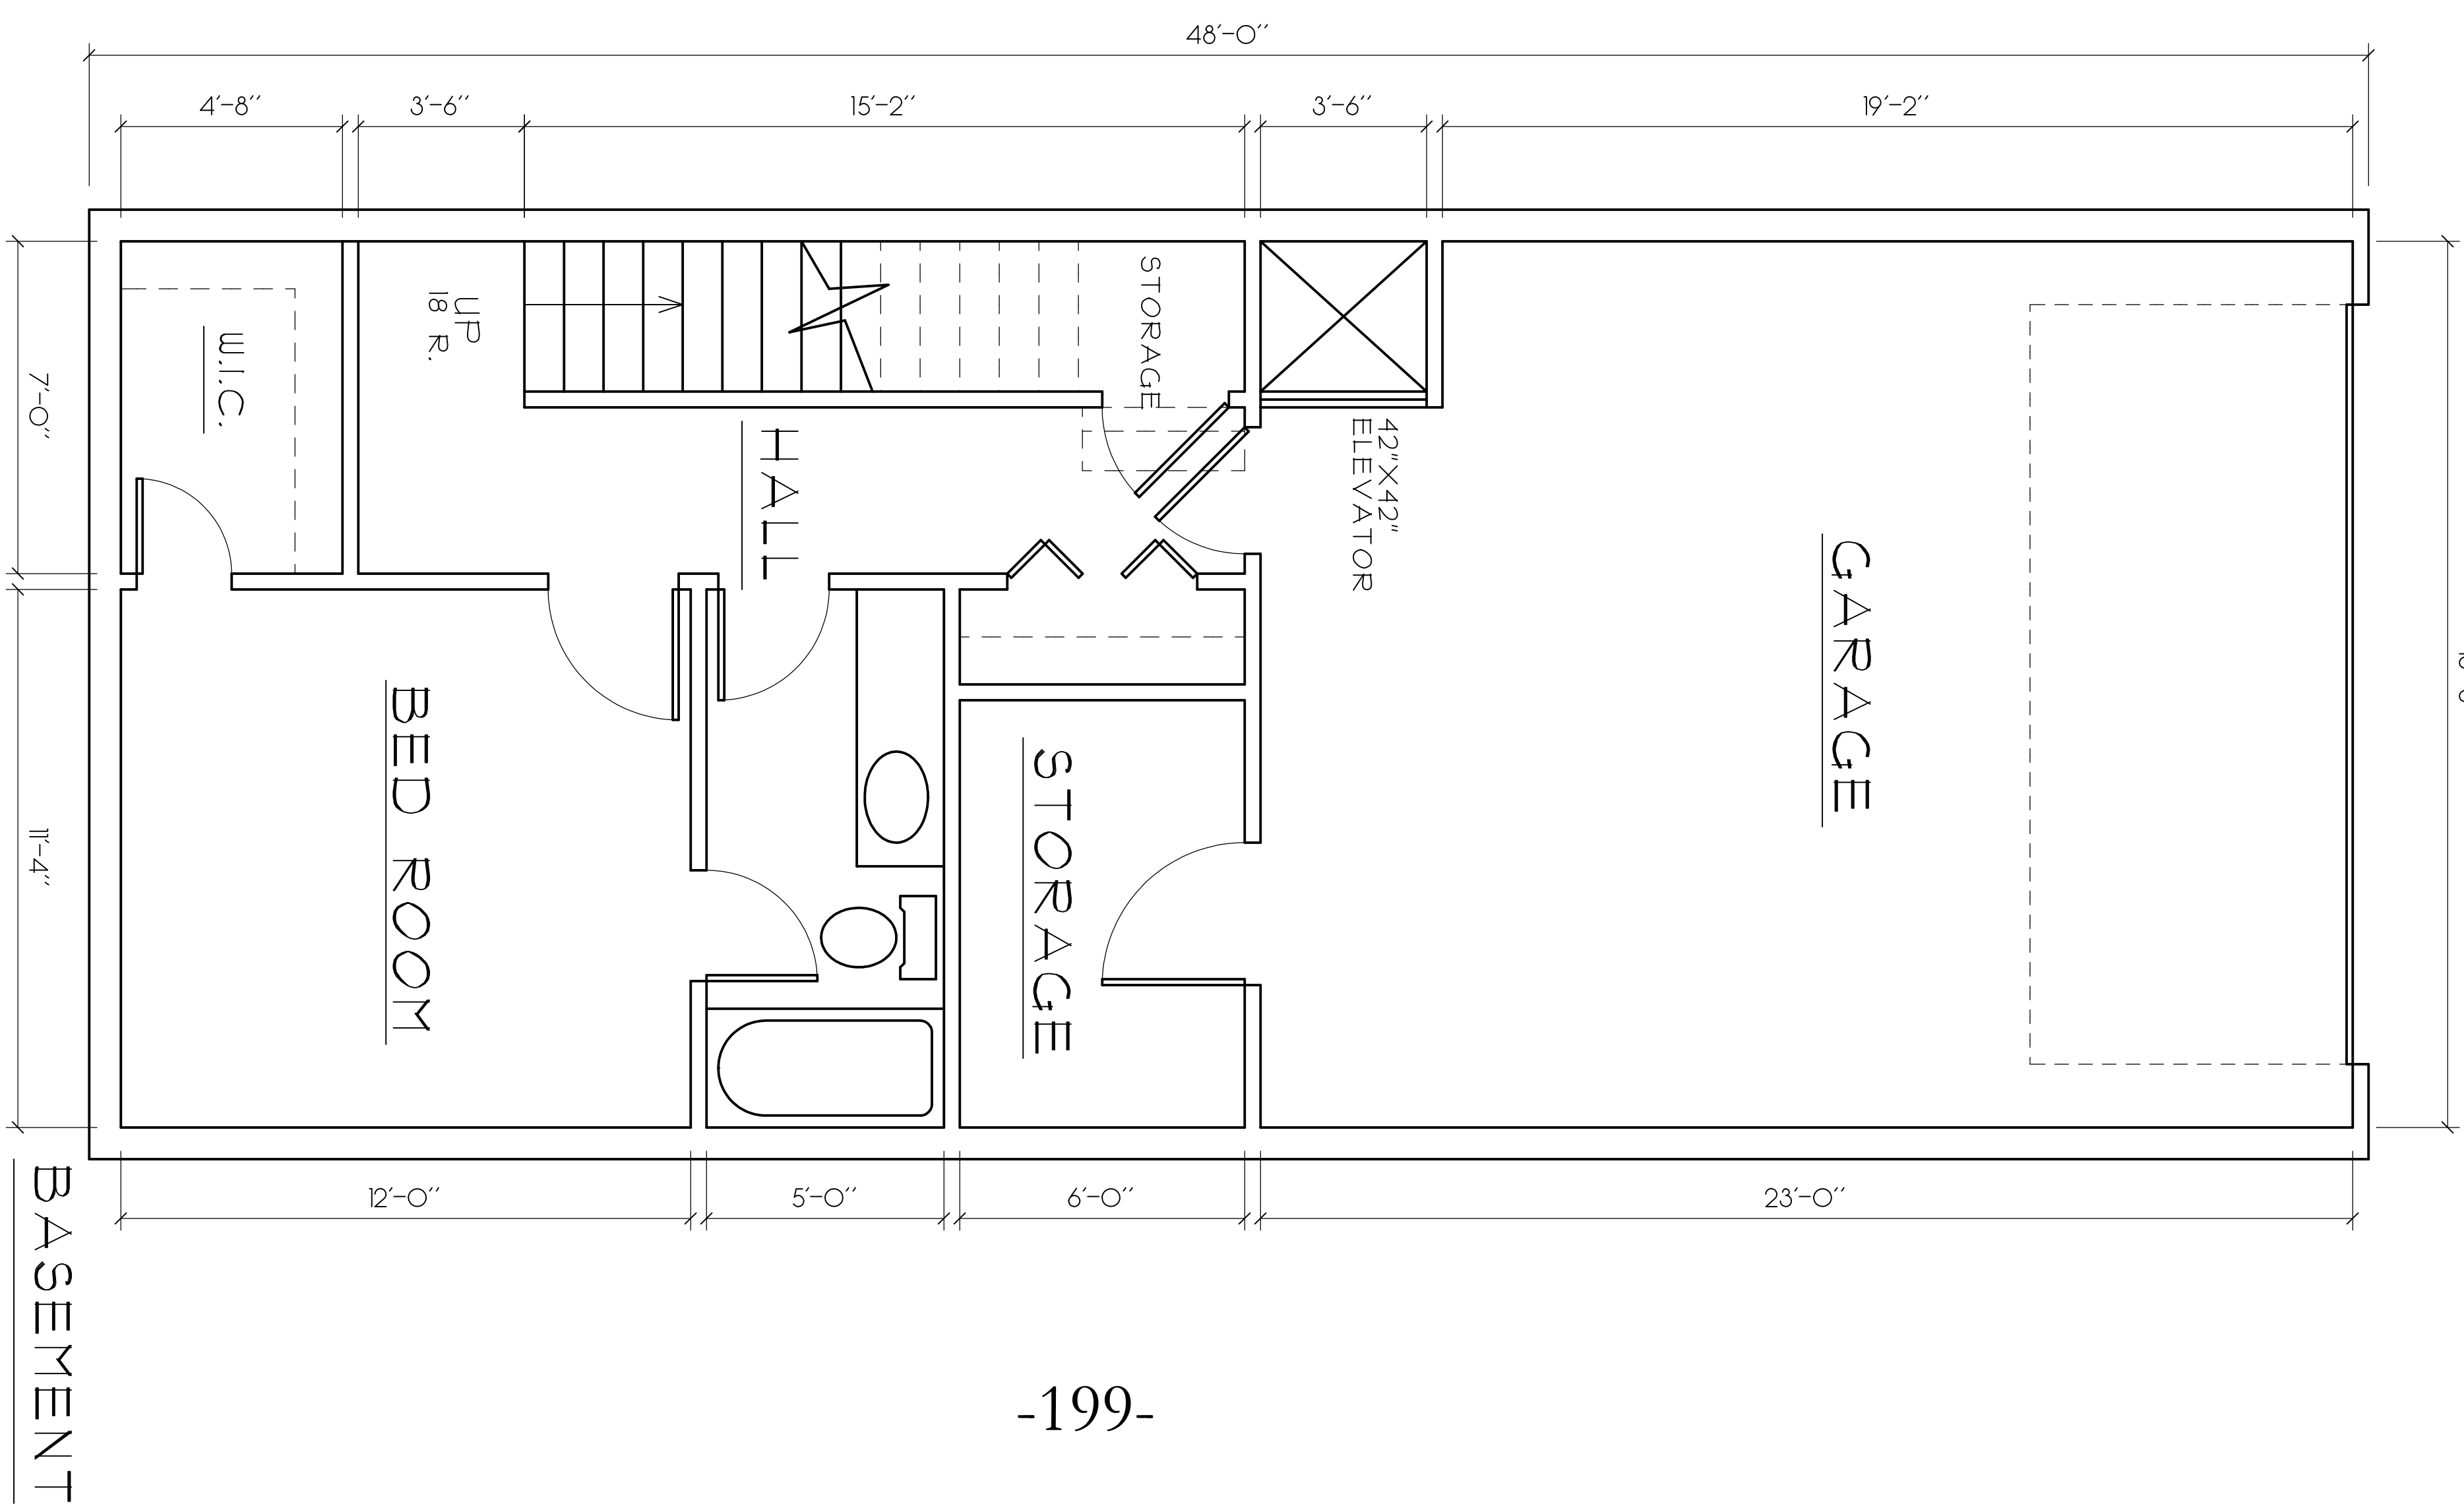 48'-0"
4'-8"
3'-6"
15'-2"
3'-6"
19'-2"
STORAGE
UP
18 R.
W.I.C.
7'-0"
HALL
42"X42"
ELEVATOR
GARAGE
BED ROOM
STORAGE
11'-4"
12'-0"
5'-0"
6'-0"
23'-0"
BASEMENT
-199-